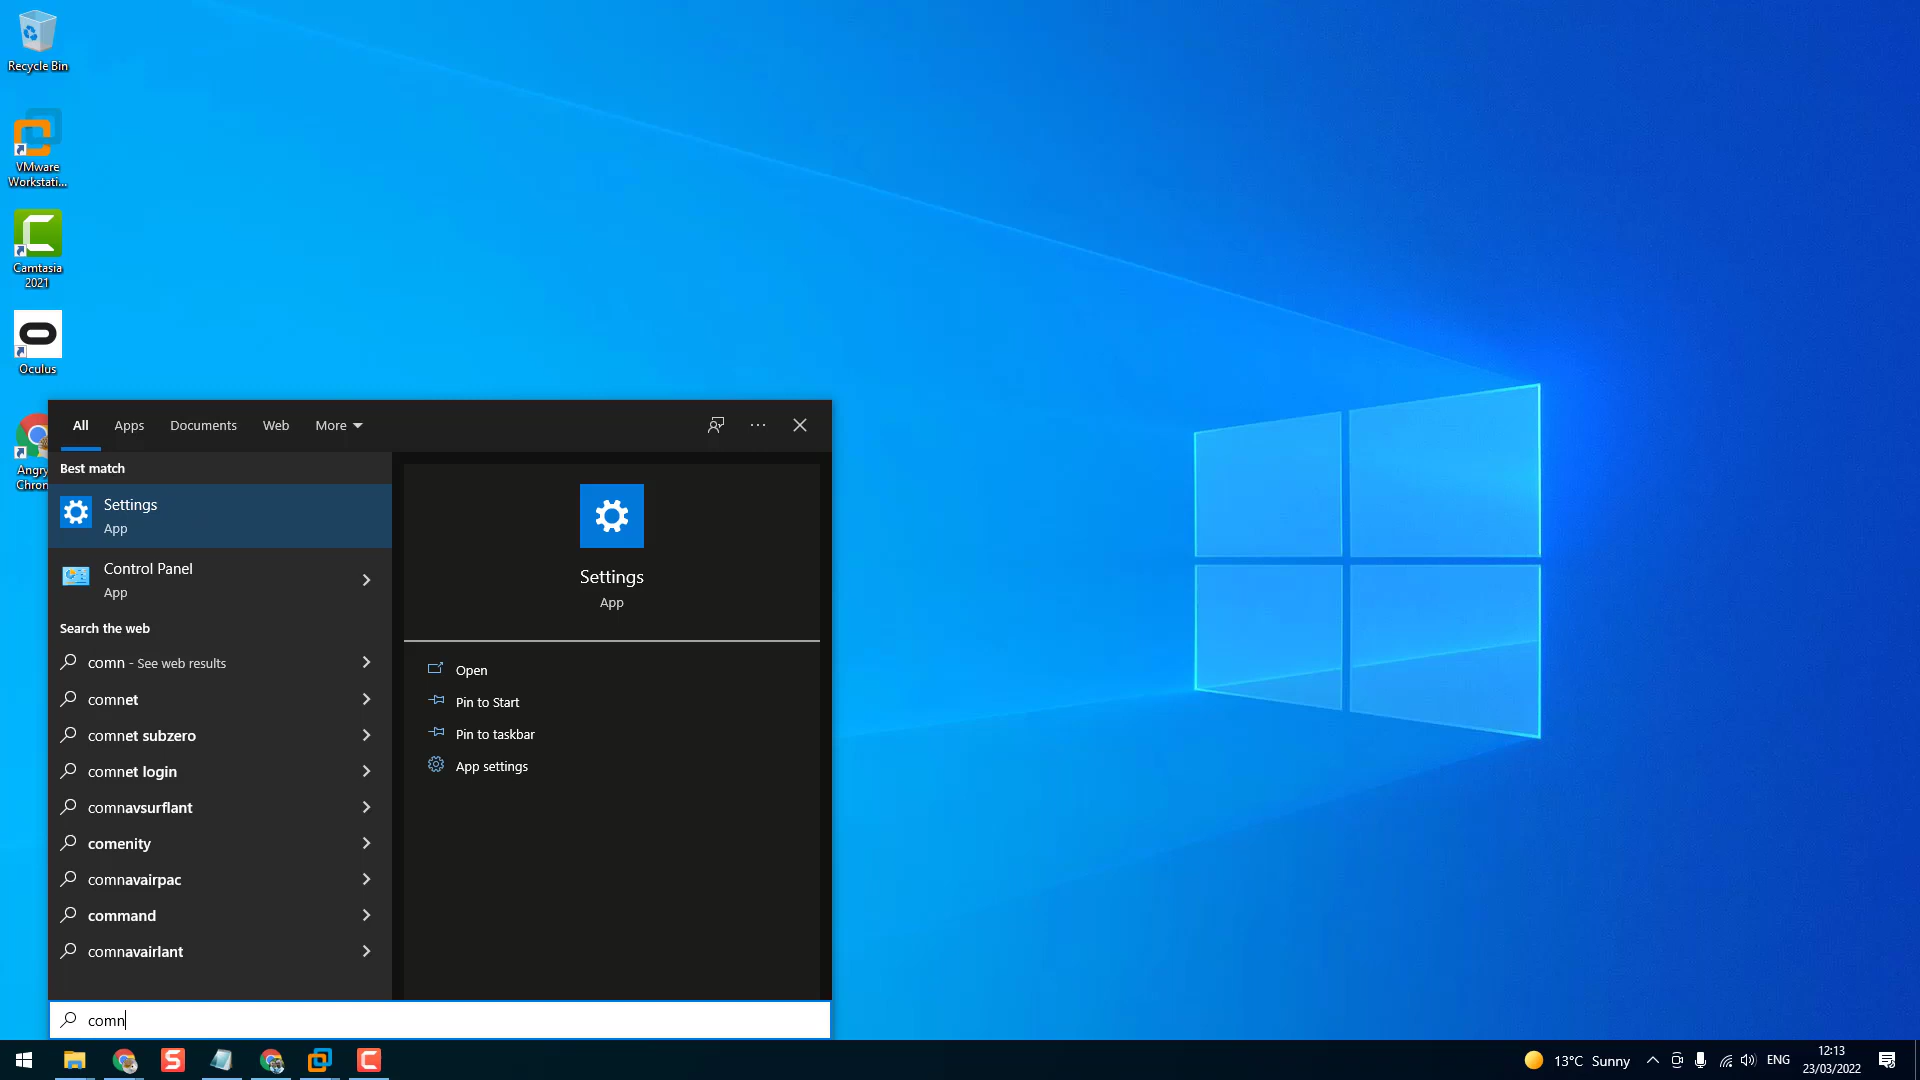 Recycle Bin
VMware
Workstati...
Camtasia
2021
Oculus
Angry
Chron
All
Apps
Documents
Web
More
Best match
Settings
App
Control Panel
App
Search the web
comn - See web results
comnet
comnet subzero
comnet login
comnavsurflant
comenity
comnavairpac
command
comnavairlant
Settings
App
Open
Pin to Start
Pin to taskbar
App settings
comn
13°C Sunny
ENG
12:13
23/03/2022